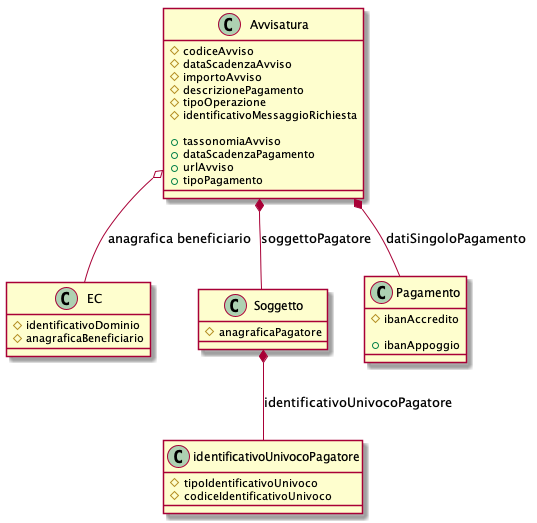 C Avvisatura
codiceAvviso
dataScadenzaAvviso
importoAvviso
descrizionePagamento
tipoOperazione
identificativoMessaggioRichiesta
tassonomiaAvviso
dataScadenzaPagamento
urlAvviso
tipoPagamento
anagrafica beneficiario
soggettoPagatore
datiSingoloPagamento
C EC
identificativoDominio
anagraficaBeneficiario
C Soggetto
anagraficaPagatore
C Pagamento
ibanAccredito
ibanAppoggio
identificativoUnivocoPagatore
C identificativoUnivocoPagatore
tipoIdentificativoUnivoco
codiceIdentificativoUnivoco